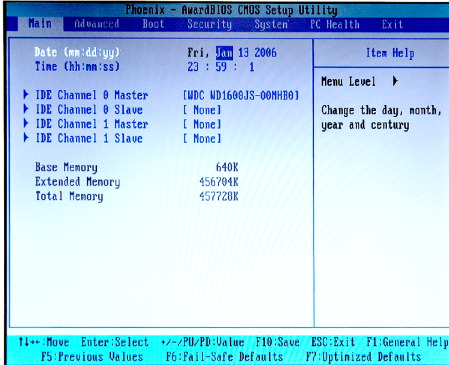 Phoenix - AwardBIOS CMOS Setup Utility
Main Advanced Boot Security System PC Health Exit
Date (mm:dd:yy) Fri, Jan 13 2006 Item Help
Time (hh:mm:ss) 23 : 59 : 1
Menu Level
IDE Channel 0 Master [WDC WD1600JS-00MHB0]
IDE Channel 0 Slave [ None] Change the day, month,
IDE Channel 1 Master [ None] year and century
IDE Channel 1 Slave [ None]
Base Memory 640K
Extended Memory 456704K
Total Memory 457728K
↑↓→←:Move Enter:Select +/-/PU/PD:Value F10:Save ESC:Exit F1:General Help
F5:Previous Values F6:Fail-Safe Defaults F7:Optimized Defaults